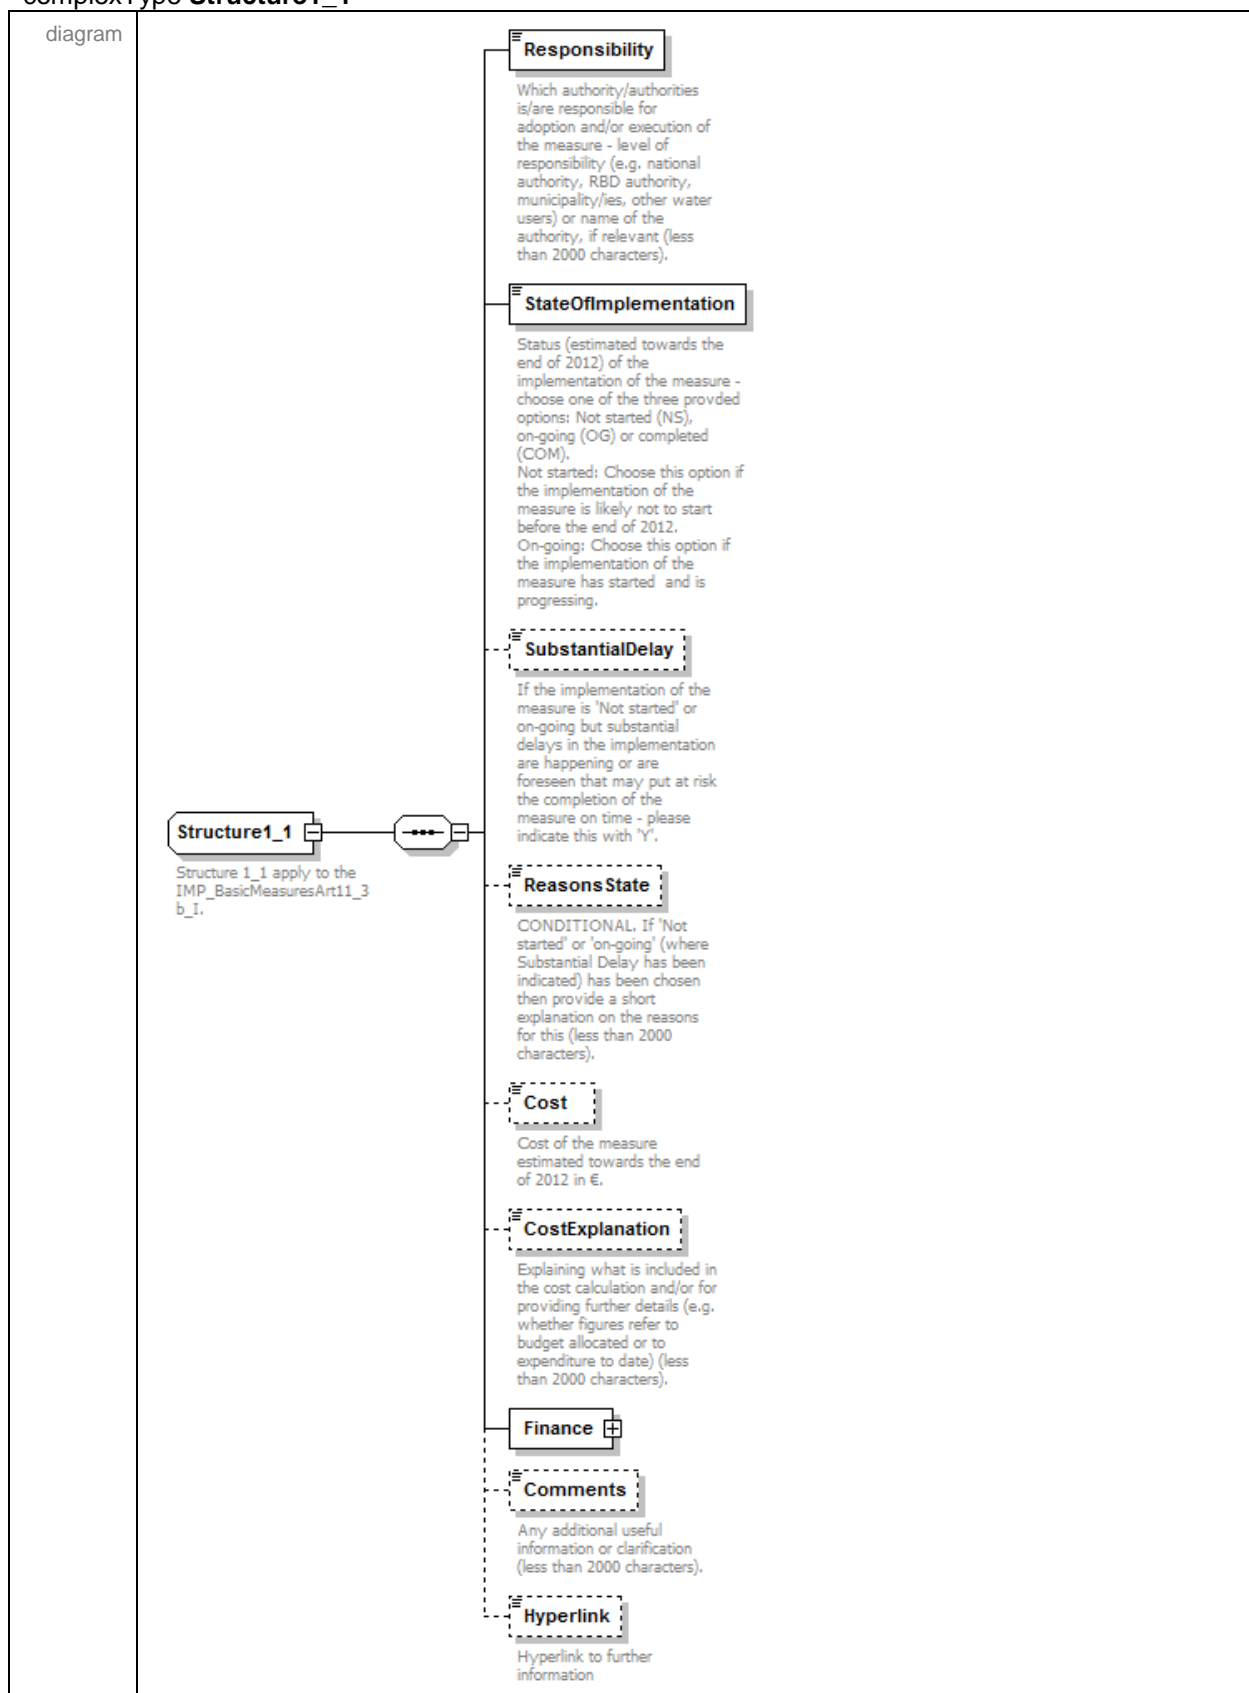 complexType Structure1_1
diagram
Responsibility
Which authority/authorities
is/are responsible for
adoption and/or execution of
the measure - level of
responsibility (e.g. national
authority, RBD authority,
municipality/ies, other water
users) or name of the
authority, if relevant (less
than 2000 characters).
StateOfImplementation
Status (estimated towards the
end of 2012) of the
implementation of the measure -
choose one of the three provded
options: Not started (NS),
on-going (OG) or completed
(COM).
Not started: Choose this option if
the implementation of the
measure is likely not to start
before the end of 2012.
On-going: Choose this option if
the implementation of the
measure has started  and is
progressing.
SubstantialDelay
If the implementation of the
measure is 'Not started' or
on-going but substantial
delays in the implementation
are happening or are
foreseen that may put at risk
the completion of the
measure on time - please
indicate this with 'Y'.
Structure1_1
Structure 1_1 apply to the
IMP_BasicMeasuresArt11_3
b_I.
ReasonsState
CONDITIONAL. If 'Not
started' or 'on-going' (where
Substantial Delay has been
indicated) has been chosen
then provide a short
explanation on the reasons
for this (less than 2000
characters).
Cost
Cost of the measure
estimated towards the end
of 2012 in €.
CostExplanation
Explaining what is included in
the cost calculation and/or for
providing further details (e.g.
whether figures refer to
budget allocated or to
expenditure to date) (less
than 2000 characters).
Finance
Comments
Any additional useful
information or clarification
(less than 2000 characters).
Hyperlink
Hyperlink to further
information